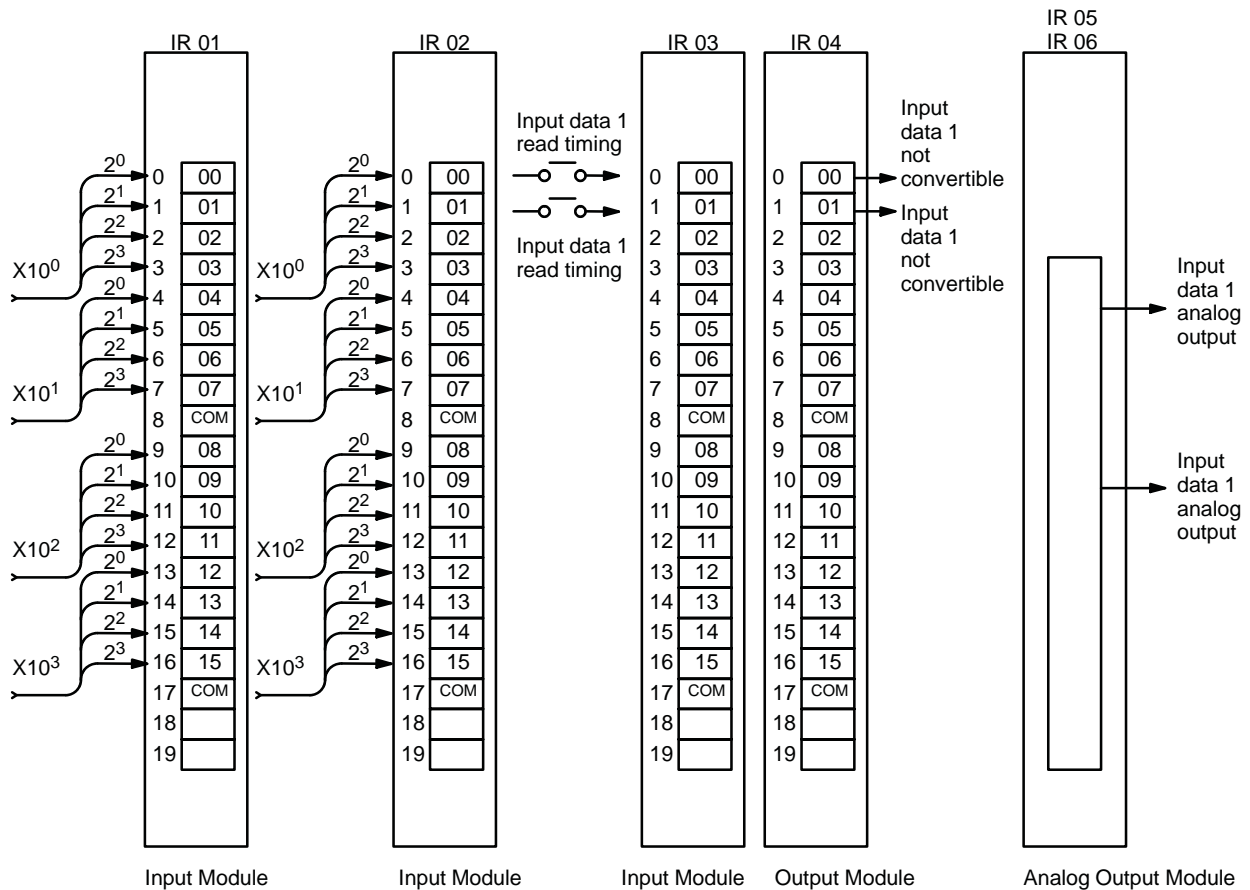 IR 05
IR 01 IR 02 IR 03 IR 04 IR 06
Input data 1
read timing
Input
data 1
not
convertible
2⁰ 0 00 2⁰ 0 00 0 00 0 00
2¹ 1 01 2¹ 1 01 1 01 1 01
Input
data 1
not
convertible
Input data 1
read timing
2² 2 02 2² 2 02 2 02 2 02
X10⁰ 2³ 3 03 X10⁰ 2³ 3 03 3 03 3 03
Input
data 1
analog
output
2⁰ 4 04 2⁰ 4 04 4 04 4 04
2¹ 5 05 2¹ 5 05 5 05 5 05
2² 6 06 2² 6 06 6 06 6 06
X10¹ 2³ 7 07 X10¹ 2³ 7 07 7 07 7 07
8 COM 8 COM 8 COM 8 COM
2⁰ 9 08 2⁰ 9 08 9 08 9 08
Input
data 1
analog
output
2¹ 10 09 2¹ 10 09 10 09 10 09
2² 11 10 2² 11 10 11 10 11 10
X10² 2³ 12 11 X10² 2³ 12 11 12 11 12 11
2⁰ 13 12 2⁰ 13 12 13 12 13 12
2¹ 14 13 2¹ 14 13 14 13 14 13
2² 15 14 2² 15 14 15 14 15 14
X10³ 2³ 16 15 X10³ 2³ 16 15 16 15 16 15
17 COM 17 COM 17 COM 17 COM
18 18 18 18
19 19 19 19
Input Module Input Module Input Module Output Module Analog Output Module